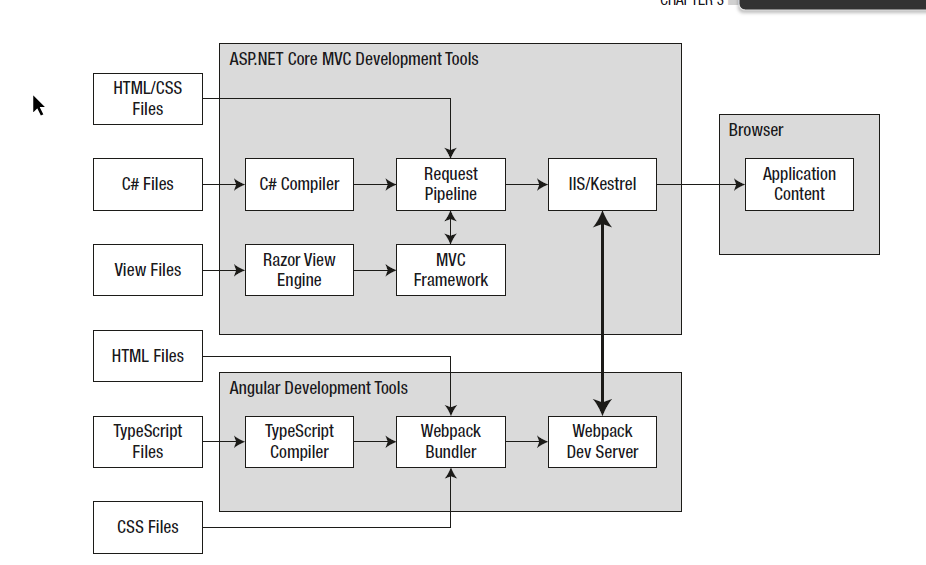 CHAPTER 3
ASP.NET Core MVC Development Tools
HTML/CSS
Files
Browser
C# Files
C# Compiler
Request
Pipeline
IIS/Kestrel
Application
Content
View Files
Razor View
Engine
MVC
Framework
HTML Files
Angular Development Tools
TypeScript
Files
TypeScript
Compiler
Webpack
Bundler
Webpack
Dev Server
CSS Files